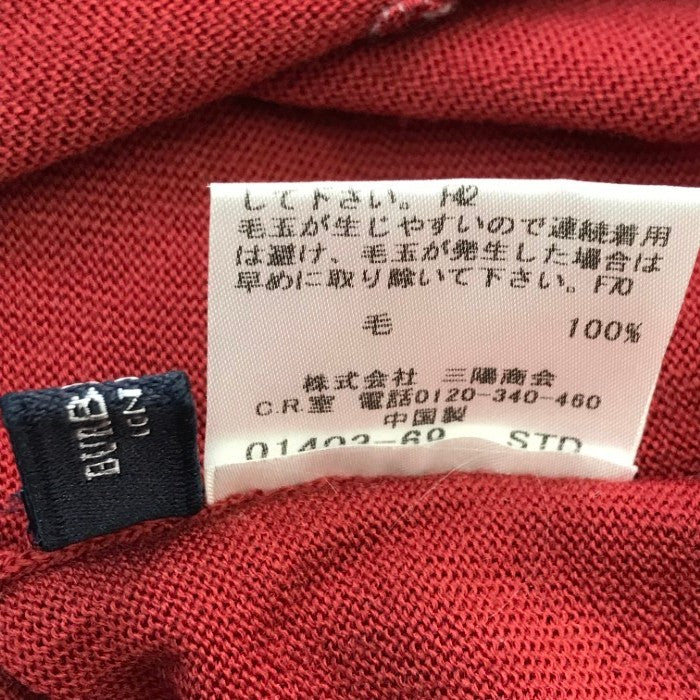 して下さい。F42
毛玉が生じやすいので連続着用
は避け、毛玉が発生した場合は
早めに取り除いて下さい。F70
毛 100%
株式会社 三陽商会
C.R.室 電話0120-340-460
中国製
01402-69 STD